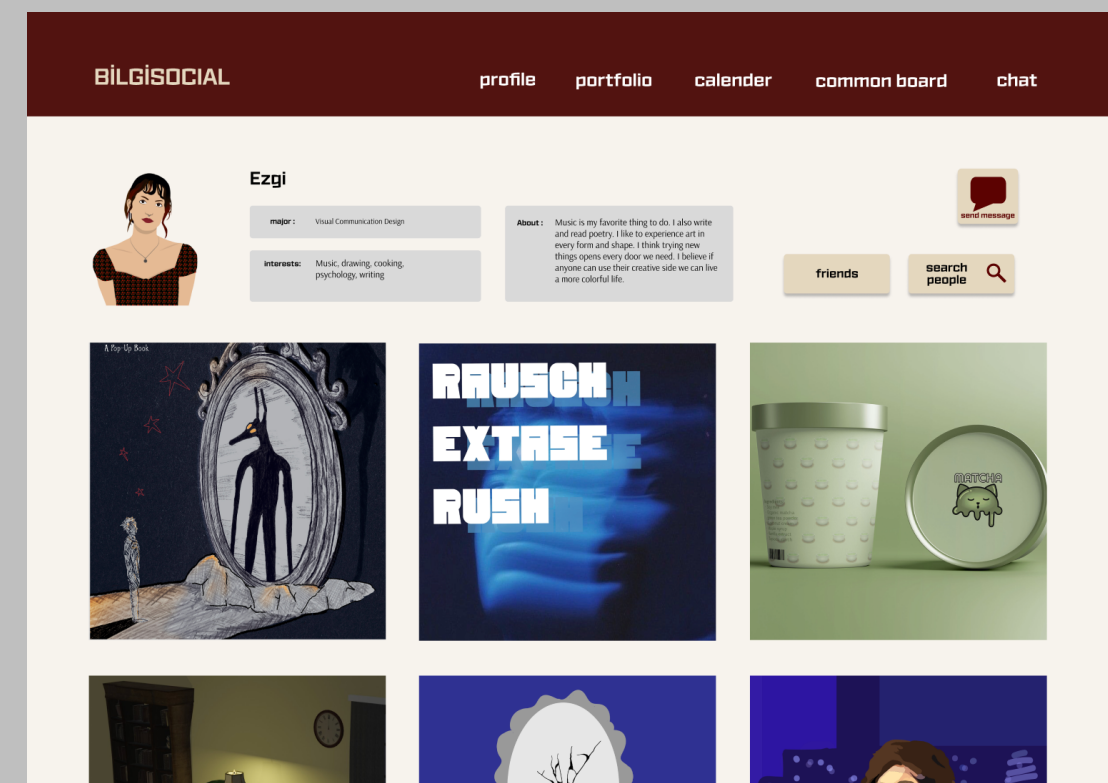 BİLGİSOCIAL
profile portfolio calender common board chat
Ezgi
major : Visual Communication Design
interests: Music, drawing, cooking,
psychology, writing
About : Music is my favorite thing to do. I also write
and read poetry. I like to experience art in
every form and shape. I think trying new
things opens every door we need. I believe if
anyone can use their creative side we can live
a more colorful life.
send message
friends
search
people
A Pop-Up Book
RAUSCH
EXTASE
RUSH
MATCHA